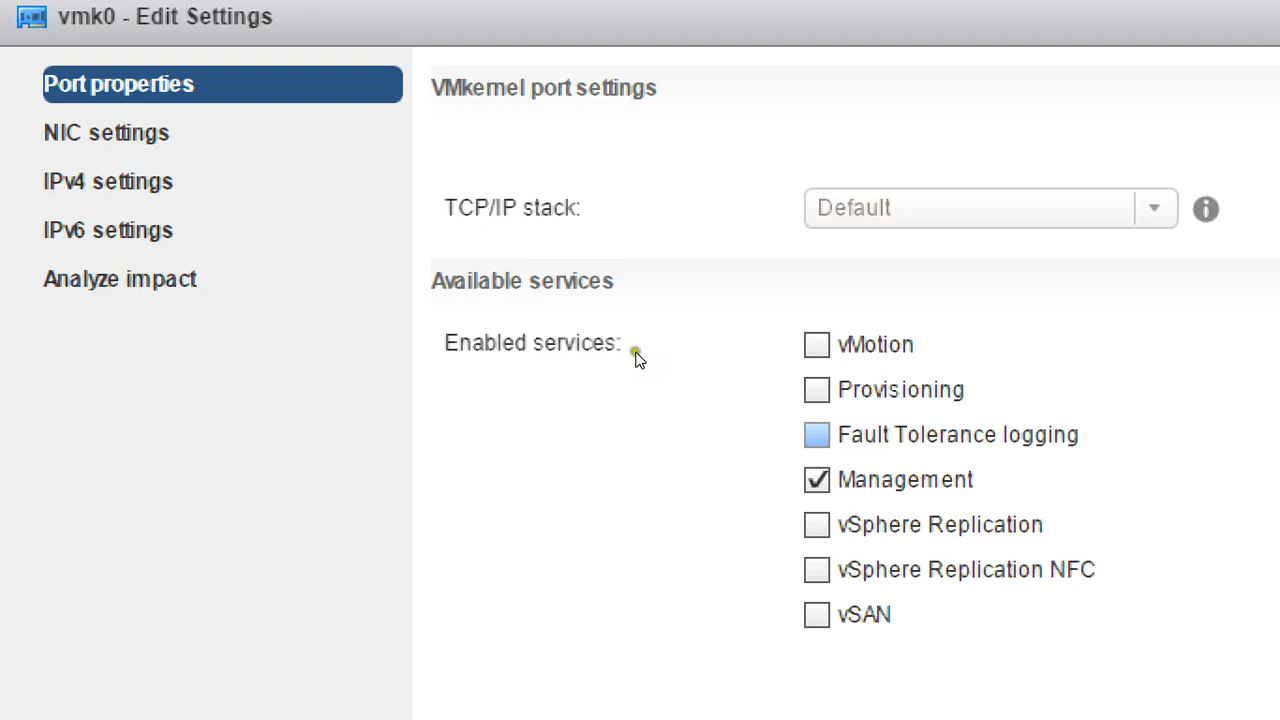 vmk0 - Edit Settings
Port properties
NIC settings
IPv4 settings
IPv6 settings
Analyze impact
VMkernel port settings
TCP/IP stack: Default
Available services
Enabled services:
vMotion
Provisioning
Fault Tolerance logging
Management
vSphere Replication
vSphere Replication NFC
vSAN